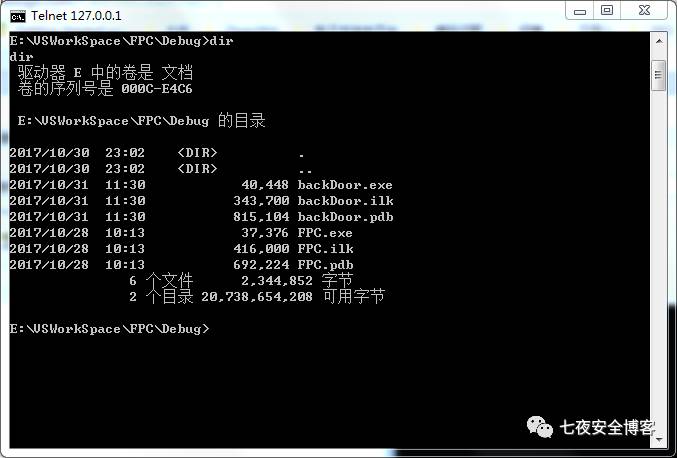 Telnet 127.0.0.1
E:\VSWorkSpace\FPC\Debug>dir
dir
驱动器 E 中的卷是 文档
卷的序列号是 000C-E4C6
E:\VSWorkSpace\FPC\Debug 的目录
2017/10/30  23:02    <DIR>          .
2017/10/30  23:02    <DIR>          ..
2017/10/31  11:30            40,448 backDoor.exe
2017/10/31  11:30           343,700 backDoor.ilk
2017/10/31  11:30           815,104 backDoor.pdb
2017/10/28  10:13            37,376 FPC.exe
2017/10/28  10:13           416,000 FPC.ilk
2017/10/28  10:13           692,224 FPC.pdb
6 个文件      2,344,852 字节
2 个目录 20,738,654,208 可用字节
E:\VSWorkSpace\FPC\Debug>
七夜安全博客